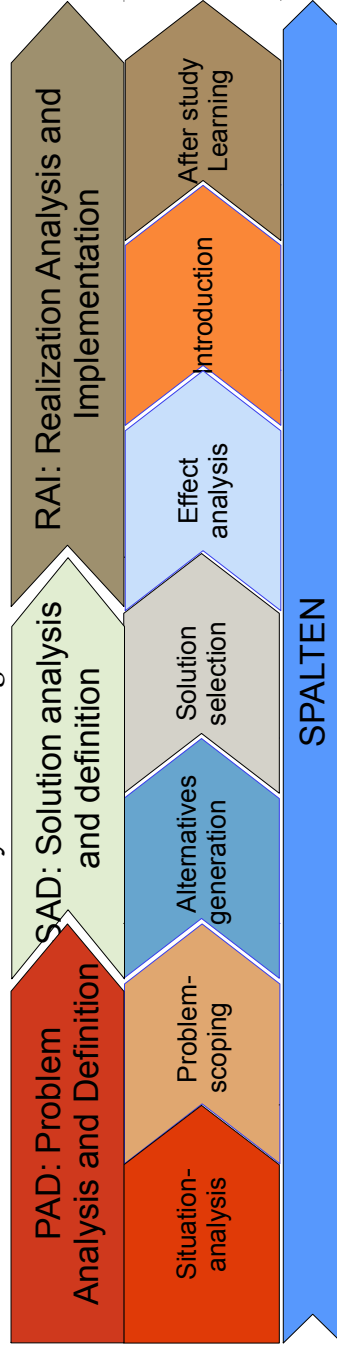 PAD: Problem
Analysis and Definition
SAD: Solution analysis
and definition
RAI: Realization Analysis and
Implementation
Situation-
analysis
Problem-
scoping
Alternatives
generation
Solution
selection
Effect
analysis
Introduction
After study
Learning
SPALTEN